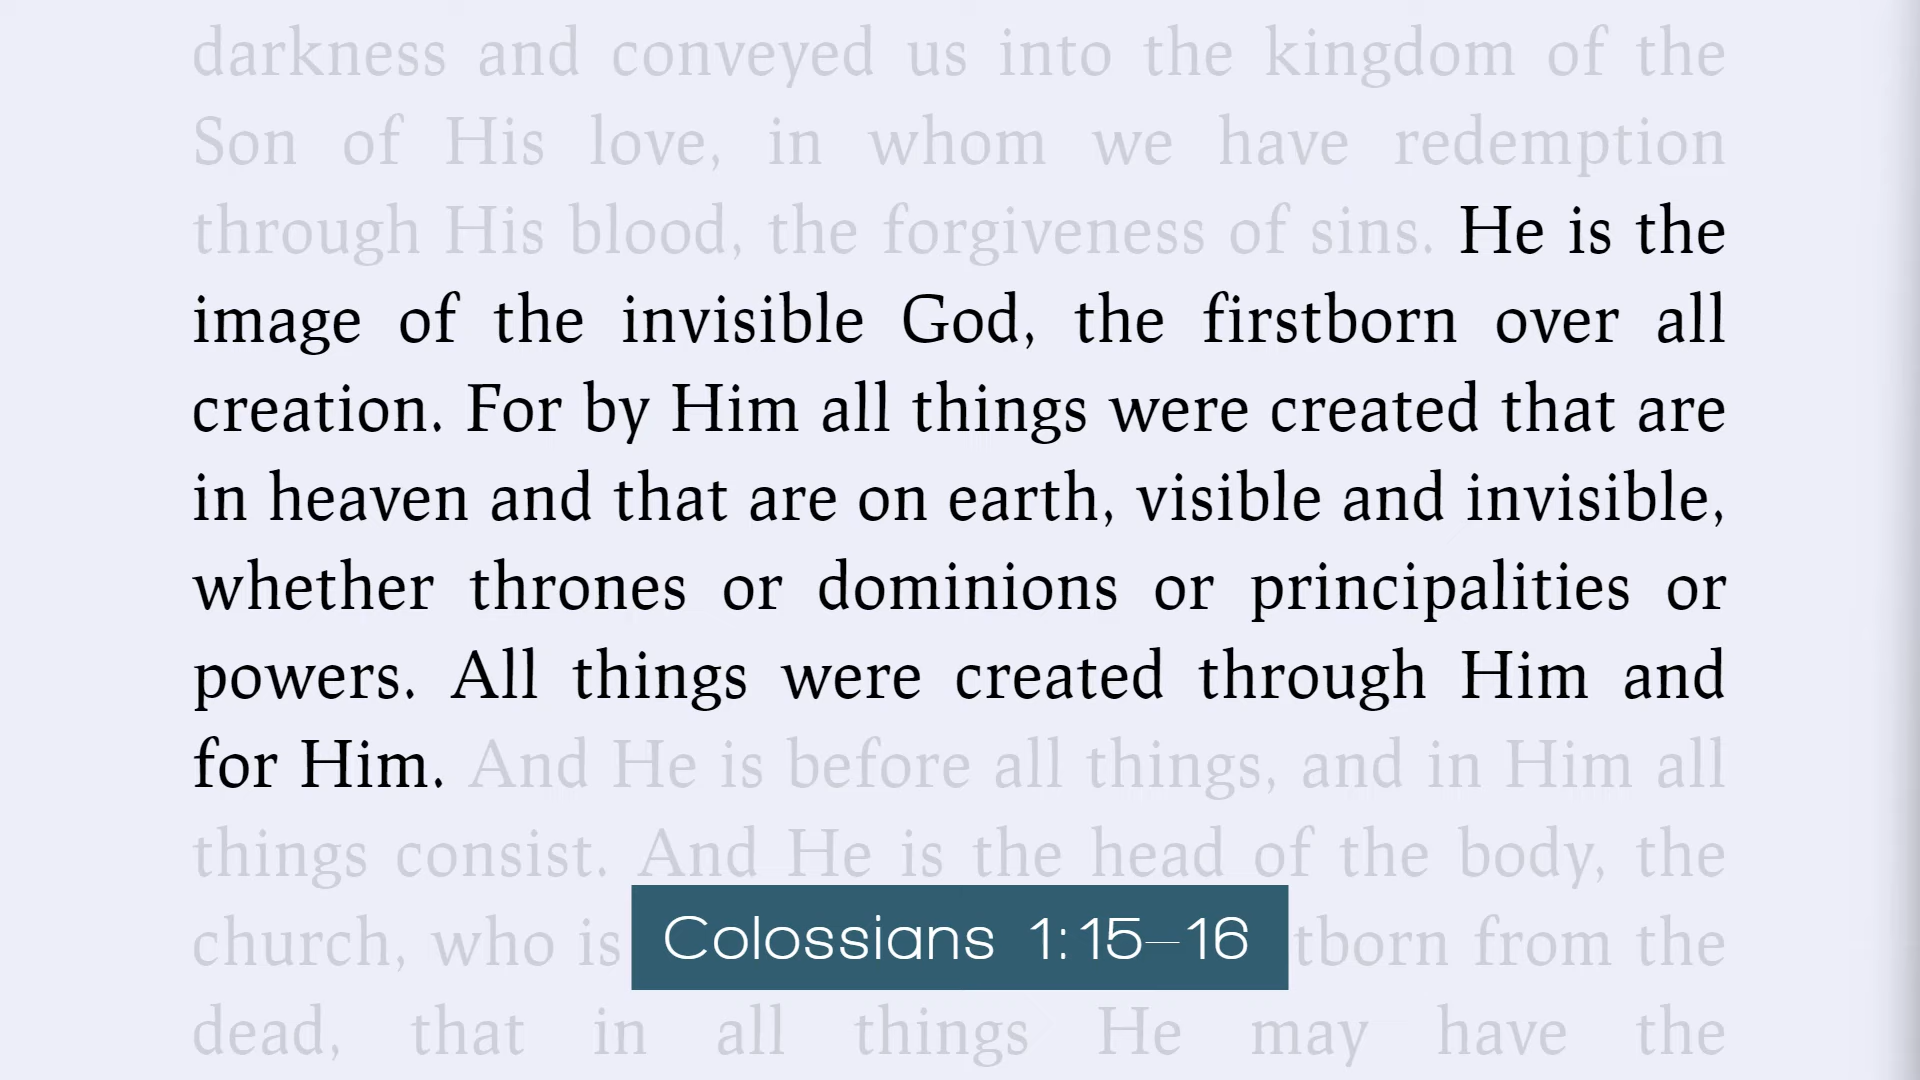 darkness and conveyed us into the kingdom of the
Son of His love, in whom we have redemption
through His blood, the forgiveness of sins. He is the
image of the invisible God, the firstborn over all
creation. For by Him all things were created that are
in heaven and that are on earth, visible and invisible,
whether thrones or dominions or principalities or
powers. All things were created through Him and
for Him. And He is before all things, and in Him all
things consist. And He is the head of the body, the
church, who is tborn from the
Colossians 1:15–16
dead, that in all things He may have the